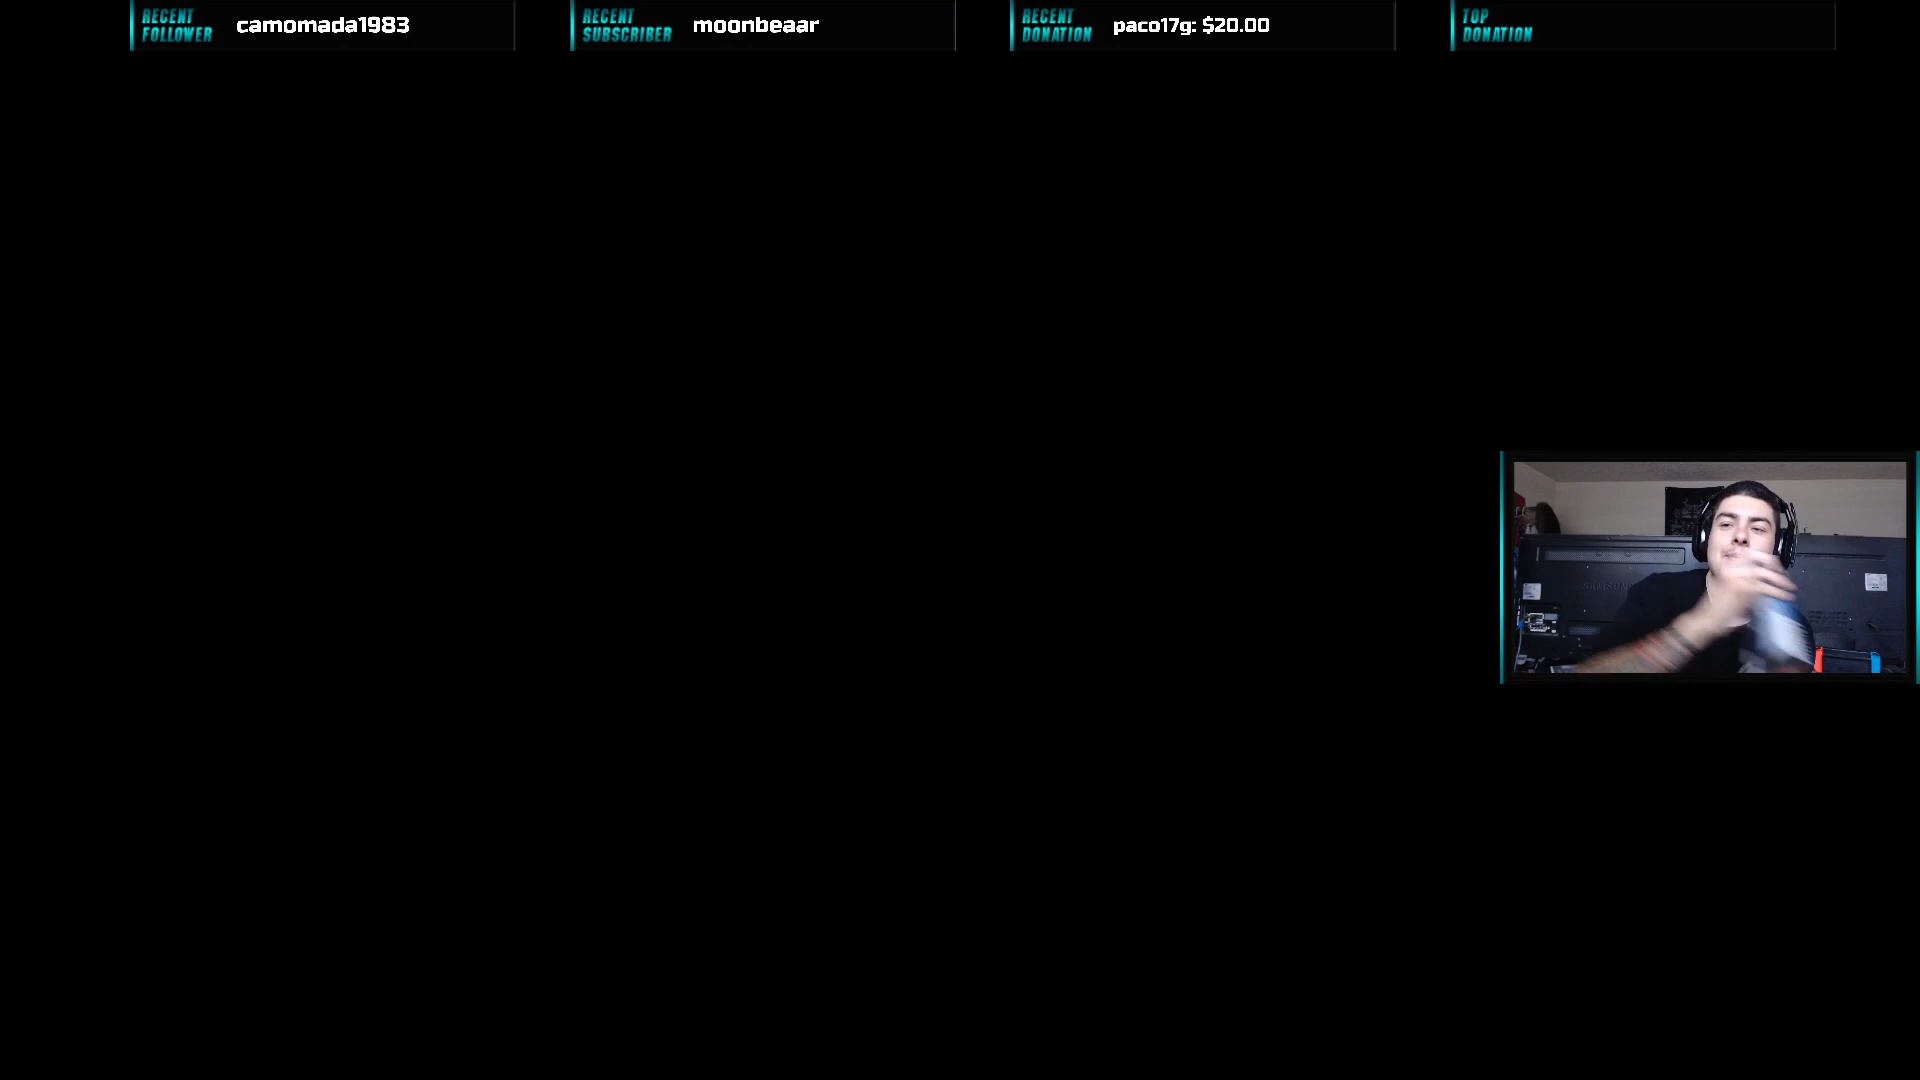 RECENT
FOLLOWER
camomada1983
RECENT
SUBSCRIBER
moonbeaar
RECENT
DONATION
paco17g: $20.00
TOP
DONATION